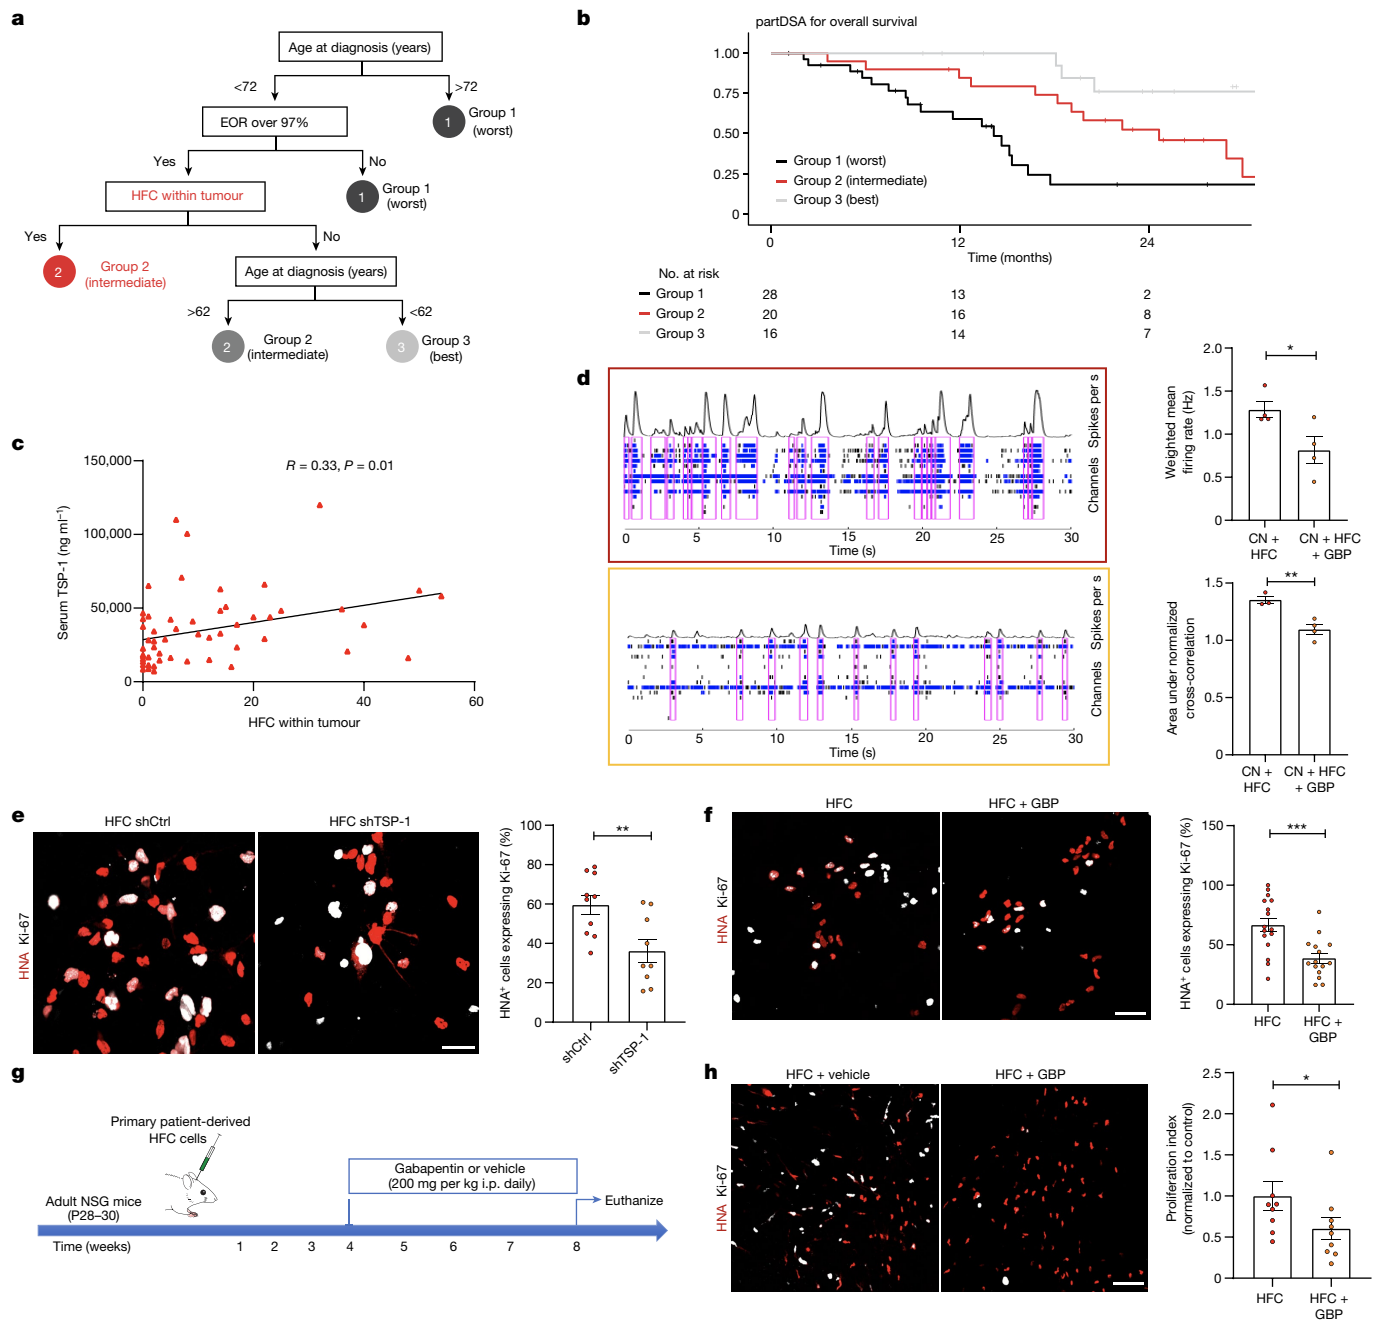 a
Age at diagnosis (years)
<72
>72
EOR over 97%
1
Group 1
(worst)
Yes
No
HFC within tumour
1
Group 1
(worst)
Yes
No
2
Group 2
(intermediate)
Age at diagnosis (years)
>62
<62
2
Group 2
(intermediate)
3
Group 3
(best)
b
partDSA for overall survival
1.00
0.75
0.50
0.25
0
Group 1 (worst)
Group 2 (intermediate)
Group 3 (best)
0
12
24
Time (months)
No. at risk
Group 1
28
13
2
Group 2
20
16
8
Group 3
16
14
7
c
150,000
100,000
50,000
0
Serum TSP-1 (ng ml–1)
R = 0.33, P = 0.01
0
20
40
60
HFC within tumour
d
Spikes per s
Channels
0
5
10
15
20
25
30
Time (s)
Spikes per s
Channels
0
5
10
15
20
25
30
Time (s)
Weighted mean
firing rate (Hz)
2.0
1.5
1.0
0.5
0
*
CN +
HFC
CN + HFC
+ GBP
Area under normalized
cross-correlation
1.5
1.0
0.5
0
**
CN +
HFC
CN + HFC
+ GBP
e
HFC shCtrl
HFC shTSP-1
HNA Ki-67
HNA+ cells expressing Ki-67 (%)
100
80
60
40
20
0
**
shCtrl
shTSP-1
f
HFC
HFC + GBP
HNA Ki-67
HNA+ cells expressing Ki-67 (%)
150
100
50
0
***
HFC
HFC +
GBP
g
Primary patient-derived
HFC cells
Adult NSG mice
(P28–30)
Gabapentin or vehicle
(200 mg per kg i.p. daily)
Euthanize
Time (weeks)
1
2
3
4
5
6
7
8
h
HFC + vehicle
HFC + GBP
HNA Ki-67
Proliferation index
(normalized to control)
2.5
2.0
1.5
1.0
0.5
0
*
HFC
HFC +
GBP